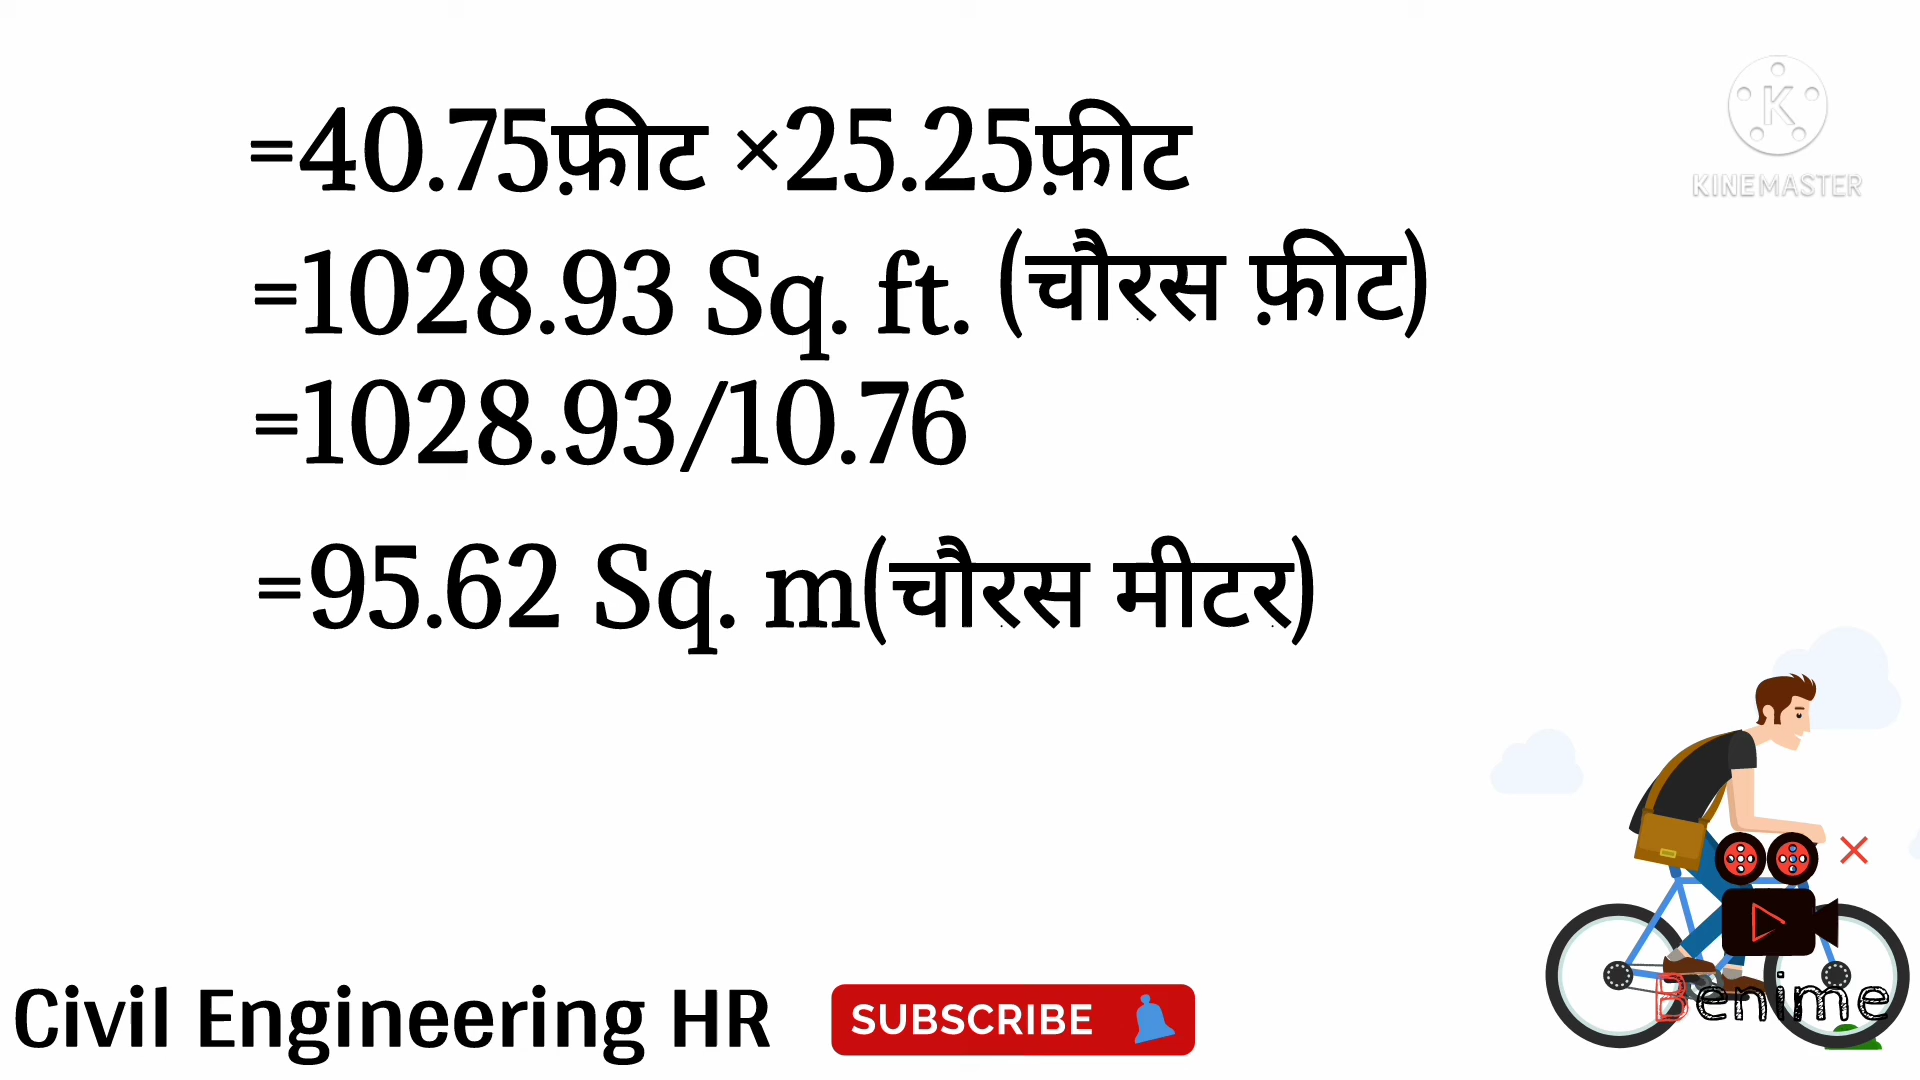 =40.75फ़ीट ×25.25फ़ीट
K
KINEMASTER
=1028.93 Sq. ft. (चौरस फ़ीट)
=1028.93/10.76
=95.62 Sq. m(चौरस मीटर)
Benime
Civil Engineering HR
SUBSCRIBE